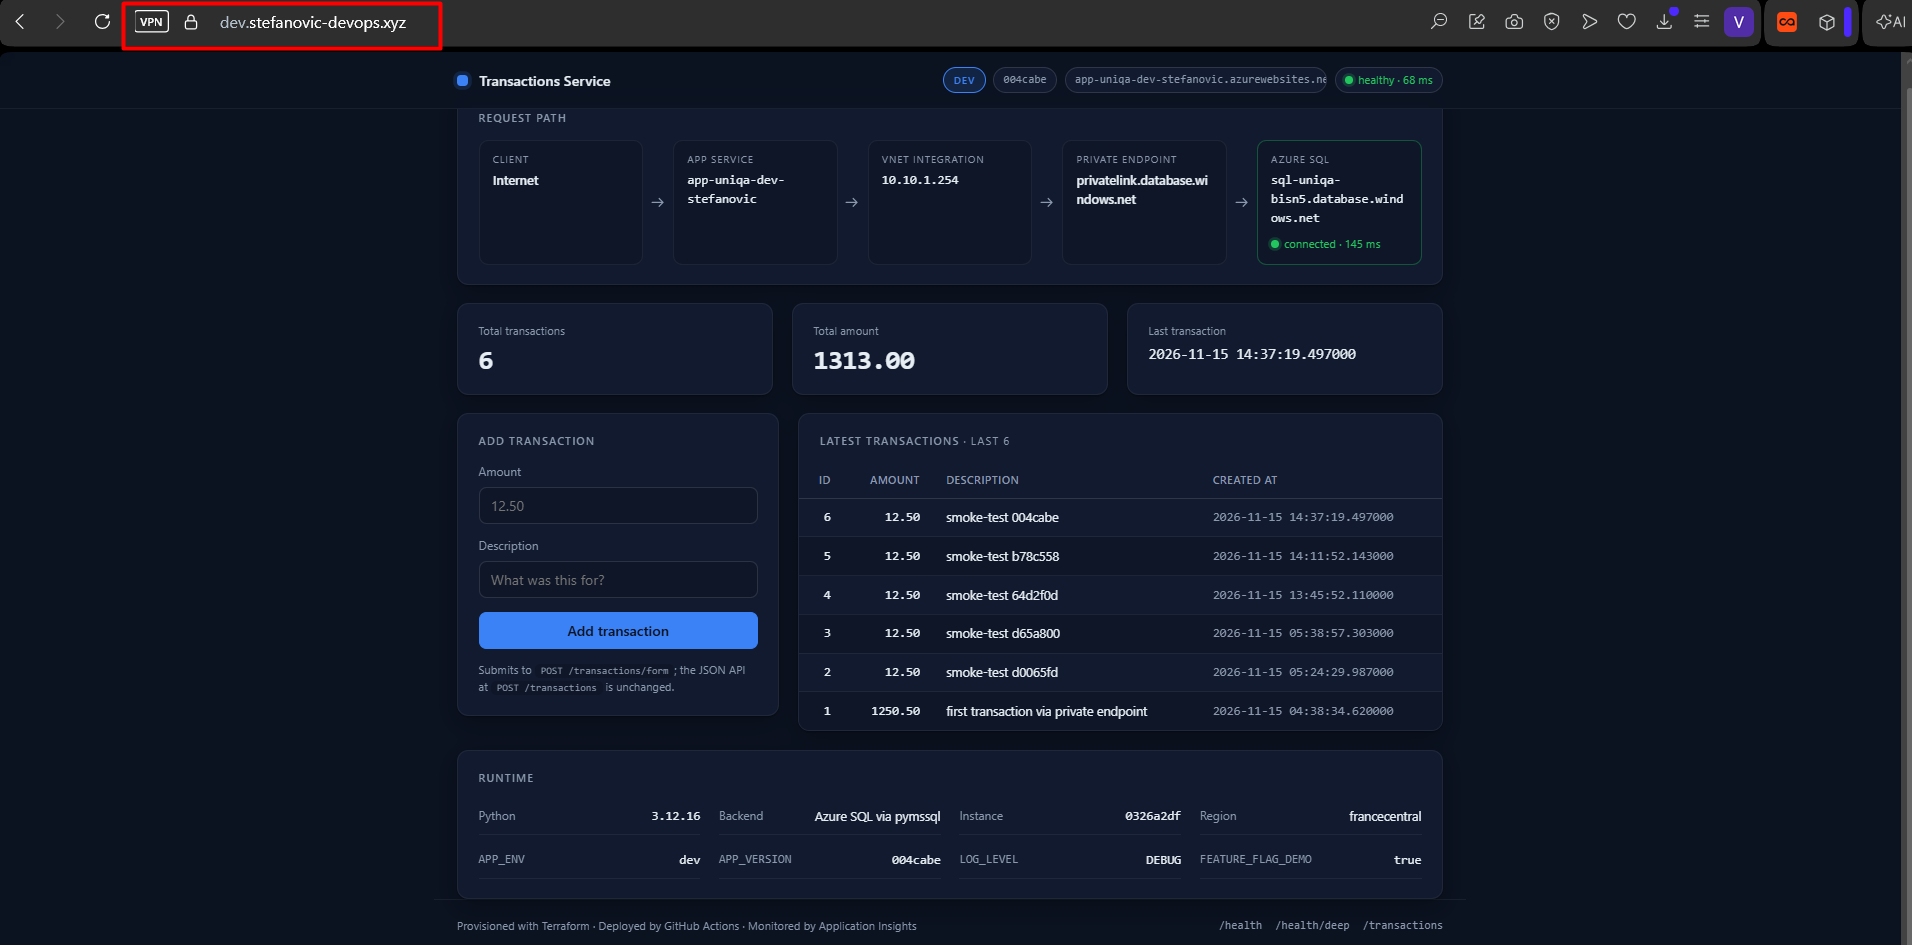 VPN dev.stefanovic-devops.xyz
V
AI
Transactions Service
DEV
004cabe
app-uniqa-dev-stefanovic.azurewebsites.ne
healthy · 68 ms
REQUEST PATH
CLIENT
Internet
→
APP SERVICE
app-uniqa-dev-
stefanovic
→
VNET INTEGRATION
10.10.1.254
→
PRIVATE ENDPOINT
privatelink.database.wi
ndows.net
→
AZURE SQL
sql-uniqa-
bisn5.database.wind
ows.net
connected · 145 ms
Total transactions
6
Total amount
1313.00
Last transaction
2026-11-15 14:37:19.497000
ADD TRANSACTION
Amount
12.50
Description
What was this for?
Add transaction
Submits to POST /transactions/form ; the JSON API
at POST /transactions is unchanged.
LATEST TRANSACTIONS · LAST 6
ID AMOUNT DESCRIPTION CREATED AT
6 12.50 smoke-test 004cabe 2026-11-15 14:37:19.497000
5 12.50 smoke-test b78c558 2026-11-15 14:11:52.143000
4 12.50 smoke-test 64d2f0d 2026-11-15 13:45:52.110000
3 12.50 smoke-test d65a800 2026-11-15 05:38:57.303000
2 12.50 smoke-test d0065fd 2026-11-15 05:24:29.987000
1 1250.50 first transaction via private endpoint 2026-11-15 04:38:34.620000
RUNTIME
Python 3.12.16 Backend Azure SQL via pymssql Instance 0326a2df Region francecentral
APP_ENV dev APP_VERSION 004cabe LOG_LEVEL DEBUG FEATURE_FLAG_DEMO true
Provisioned with Terraform · Deployed by GitHub Actions · Monitored by Application Insights
/health /health/deep /transactions